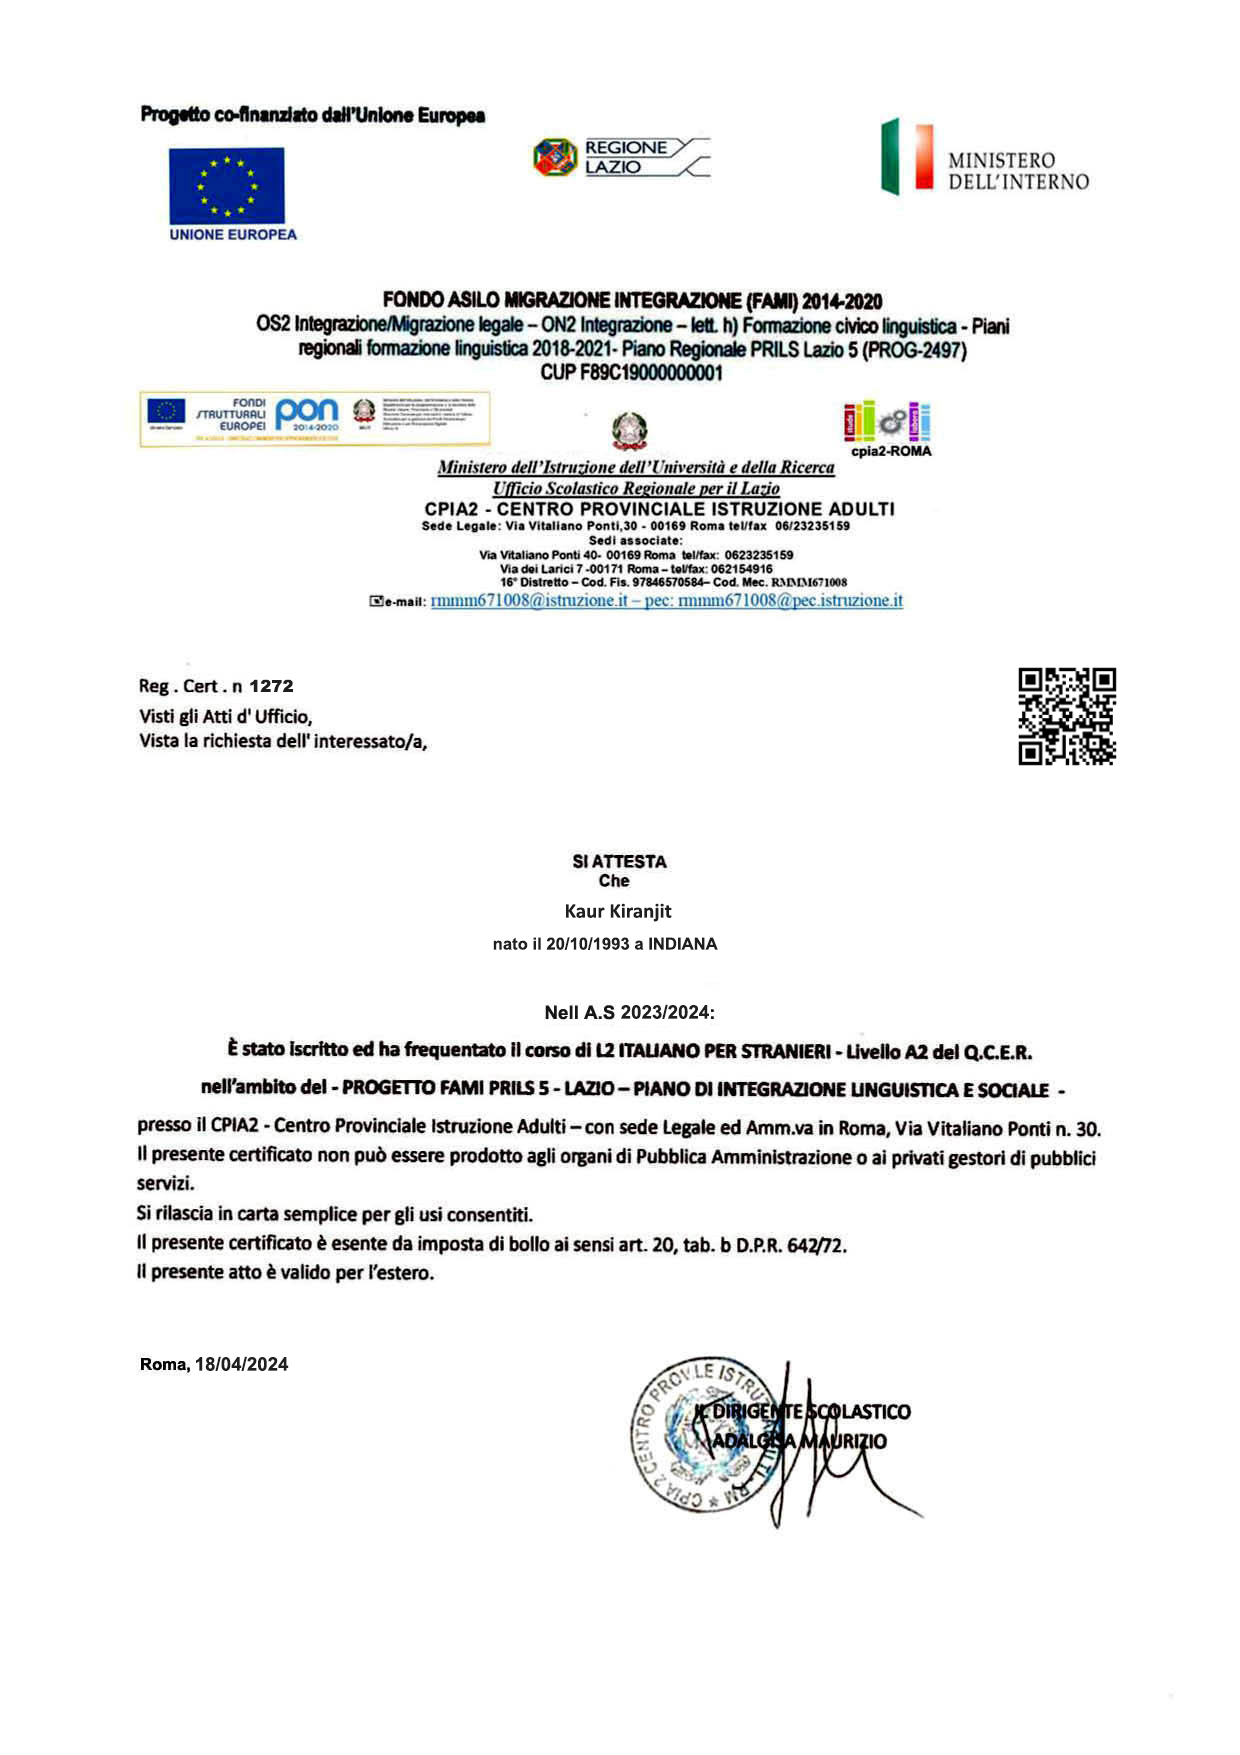 Progetto co-finanziato dall'Unione Europea
REGIONE
LAZIO
MINISTERO
DELL'INTERNO
UNIONE EUROPEA
FONDO ASILO MIGRAZIONE INTEGRAZIONE (FAMI) 2014-2020
OS2 Integrazione/Migrazione legale – ON2 Integrazione – lett. h) Formazione civico linguistica - Piani
regionali formazione linguistica 2018-2021- Piano Regionale PRILS Lazio 5 (PROG-2497)
CUP F89C19000000001
FONDI
STRUTTURALI
EUROPEI
pon
2014-2020
studio
lavoro
cpia2-ROMA
Ministero dell'Istruzione dell'Università e della Ricerca
Ufficio Scolastico Regionale per il Lazio
CPIA2 - CENTRO PROVINCIALE ISTRUZIONE ADULTI
Sede Legale: Via Vitaliano Ponti,30 - 00169 Roma tel/fax 06/23235159
Sedi associate:
Via Vitaliano Ponti 40- 00169 Roma tel/fax: 0623235159
Via dei Larici 7 -00171 Roma – tel/fax: 062154916
16° Distretto – Cod. Fis. 97846570584– Cod. Mec. RMMM671008
e-mail: rmmm671008@istruzione.it – pec: rmmm671008@pec.istruzione.it
Reg . Cert . n 1272
Visti gli Atti d' Ufficio,
Vista la richiesta dell' interessato/a,
SI ATTESTA
Che
Kaur Kiranjit
nato il 20/10/1993 a INDIANA
Nell A.S 2023/2024:
È stato iscritto ed ha frequentato il corso di L2 ITALIANO PER STRANIERI - Livello A2 del Q.C.E.R.
nell'ambito del - PROGETTO FAMI PRILS 5 - LAZIO – PIANO DI INTEGRAZIONE LINGUISTICA E SOCIALE -
presso il CPIA2 - Centro Provinciale Istruzione Adulti – con sede Legale ed Amm.va in Roma, Via Vitaliano Ponti n. 30.
Il presente certificato non può essere prodotto agli organi di Pubblica Amministrazione o ai privati gestori di pubblici
servizi.
Si rilascia in carta semplice per gli usi consentiti.
Il presente certificato è esente da imposta di bollo ai sensi art. 20, tab. b D.P.R. 642/72.
Il presente atto è valido per l'estero.
Roma, 18/04/2024
IL DIRIGENTE SCOLASTICO
ADALGISA MAURIZIO
CPIA 2 CENTRO PROV.LE ISTRUZ. ADULTI - RM *